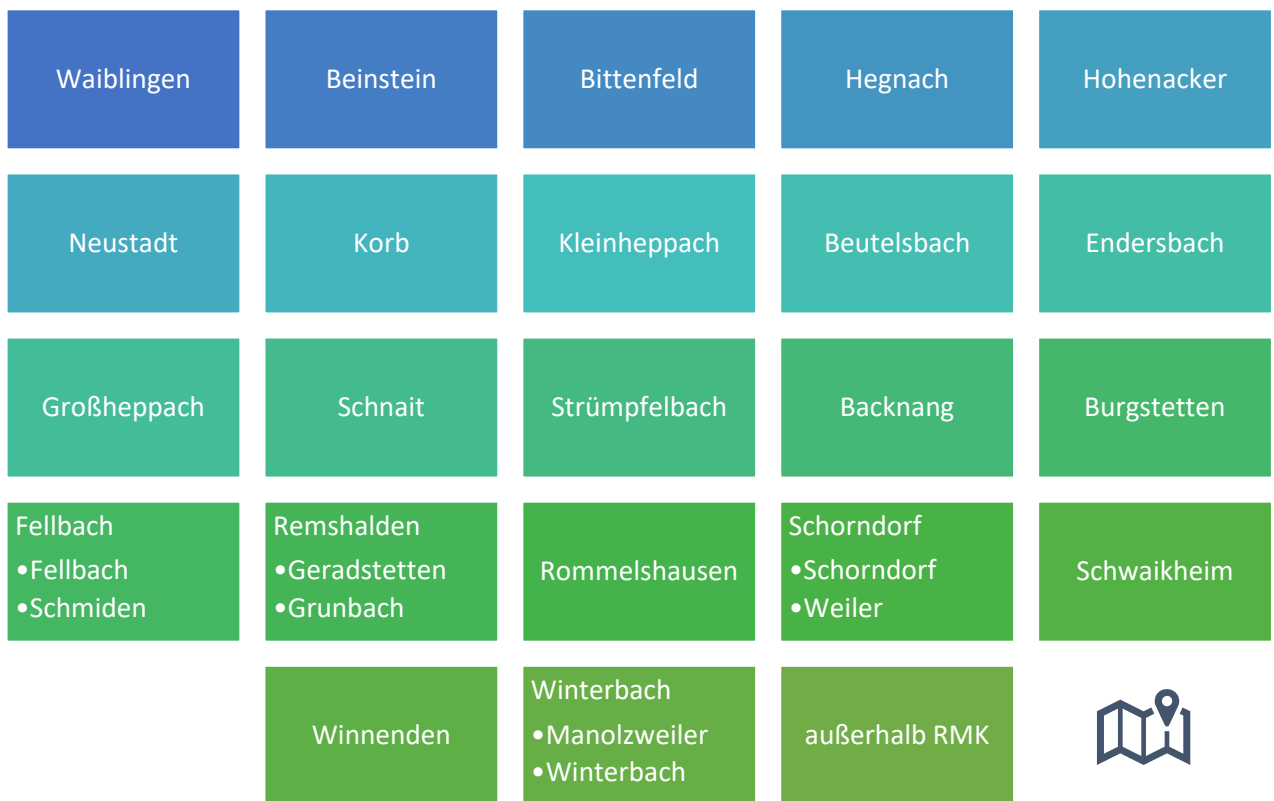 Waiblingen
Beinstein
Bittenfeld
Hegnach
Hohenacker
Neustadt
Korb
Kleinheppach
Beutelsbach
Endersbach
Großheppach
Schnait
Strümpfelbach
Backnang
Burgstetten
Fellbach
•Fellbach
•Schmiden
Remshalden
•Geradstetten
•Grunbach
Rommelshausen
Schorndorf
•Schorndorf
•Weiler
Schwaikheim
Winnenden
Winterbach
•Manolzweiler
•Winterbach
außerhalb RMK